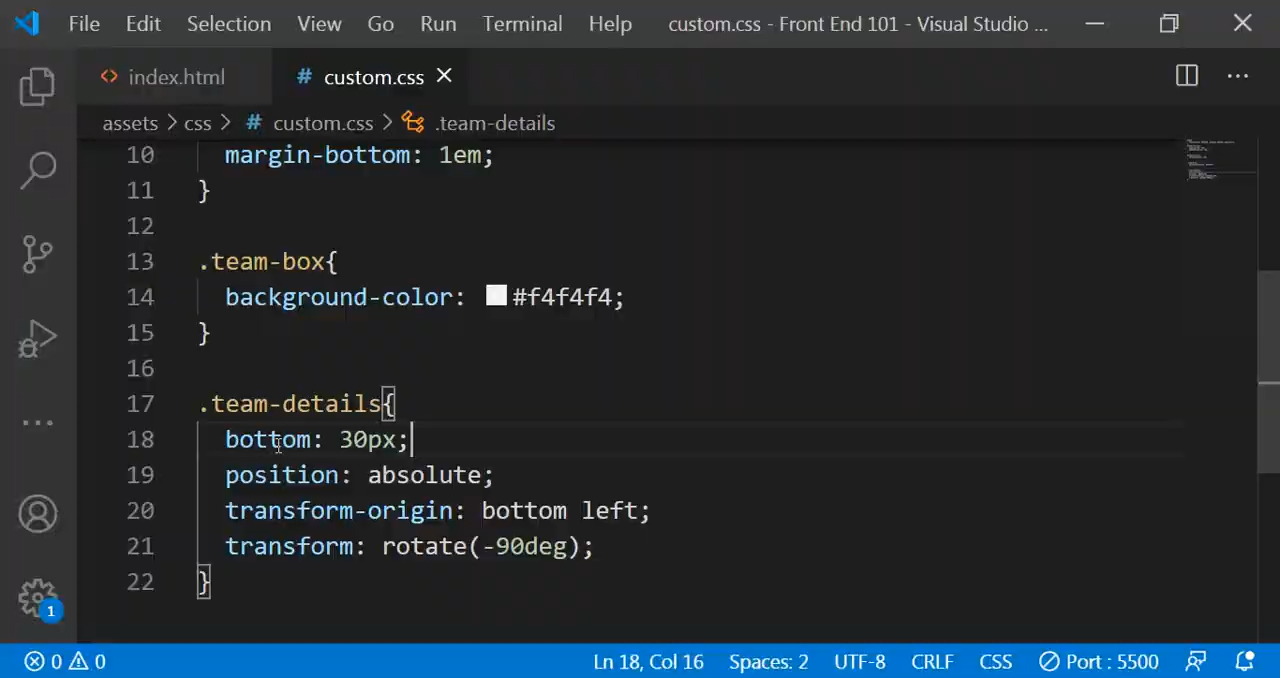 File Edit Selection View Go Run Terminal Help custom.css - Front End 101 - Visual Studio ...
index.html # custom.css
assets > css > # custom.css > .team-details
10 margin-bottom: 1em;
11 }
12
13 .team-box{
14 background-color: #f4f4f4;
15 }
16
17 .team-details{
18 bottom: 30px;
19 position: absolute;
20 transform-origin: bottom left;
21 transform: rotate(-90deg);
22 }
1
0 0 Ln 18, Col 16 Spaces: 2 UTF-8 CRLF CSS Port : 5500